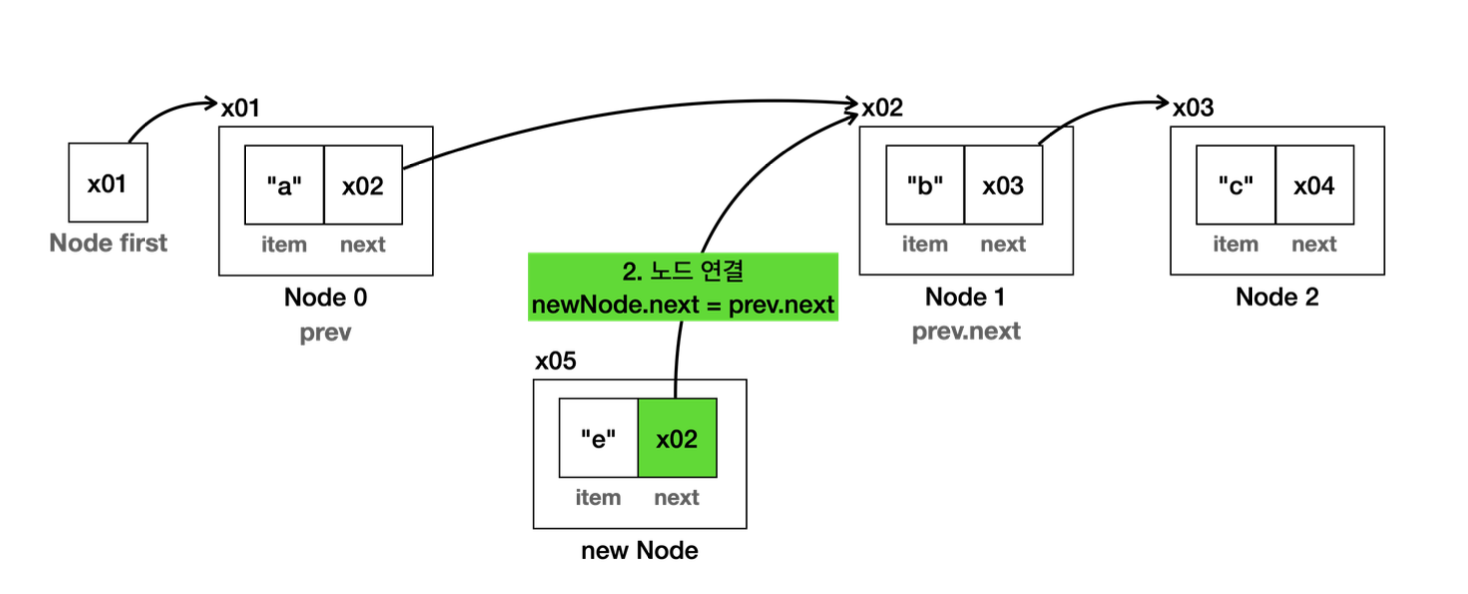 x01
x02
x03
x01
"a"
x02
"b"
x03
"c"
x04
Node first
item
next
item
next
item
next
2. 노드 연결
newNode.next = prev.next
Node 0
Node 1
Node 2
prev
prev.next
x05
"e"
x02
item
next
new Node